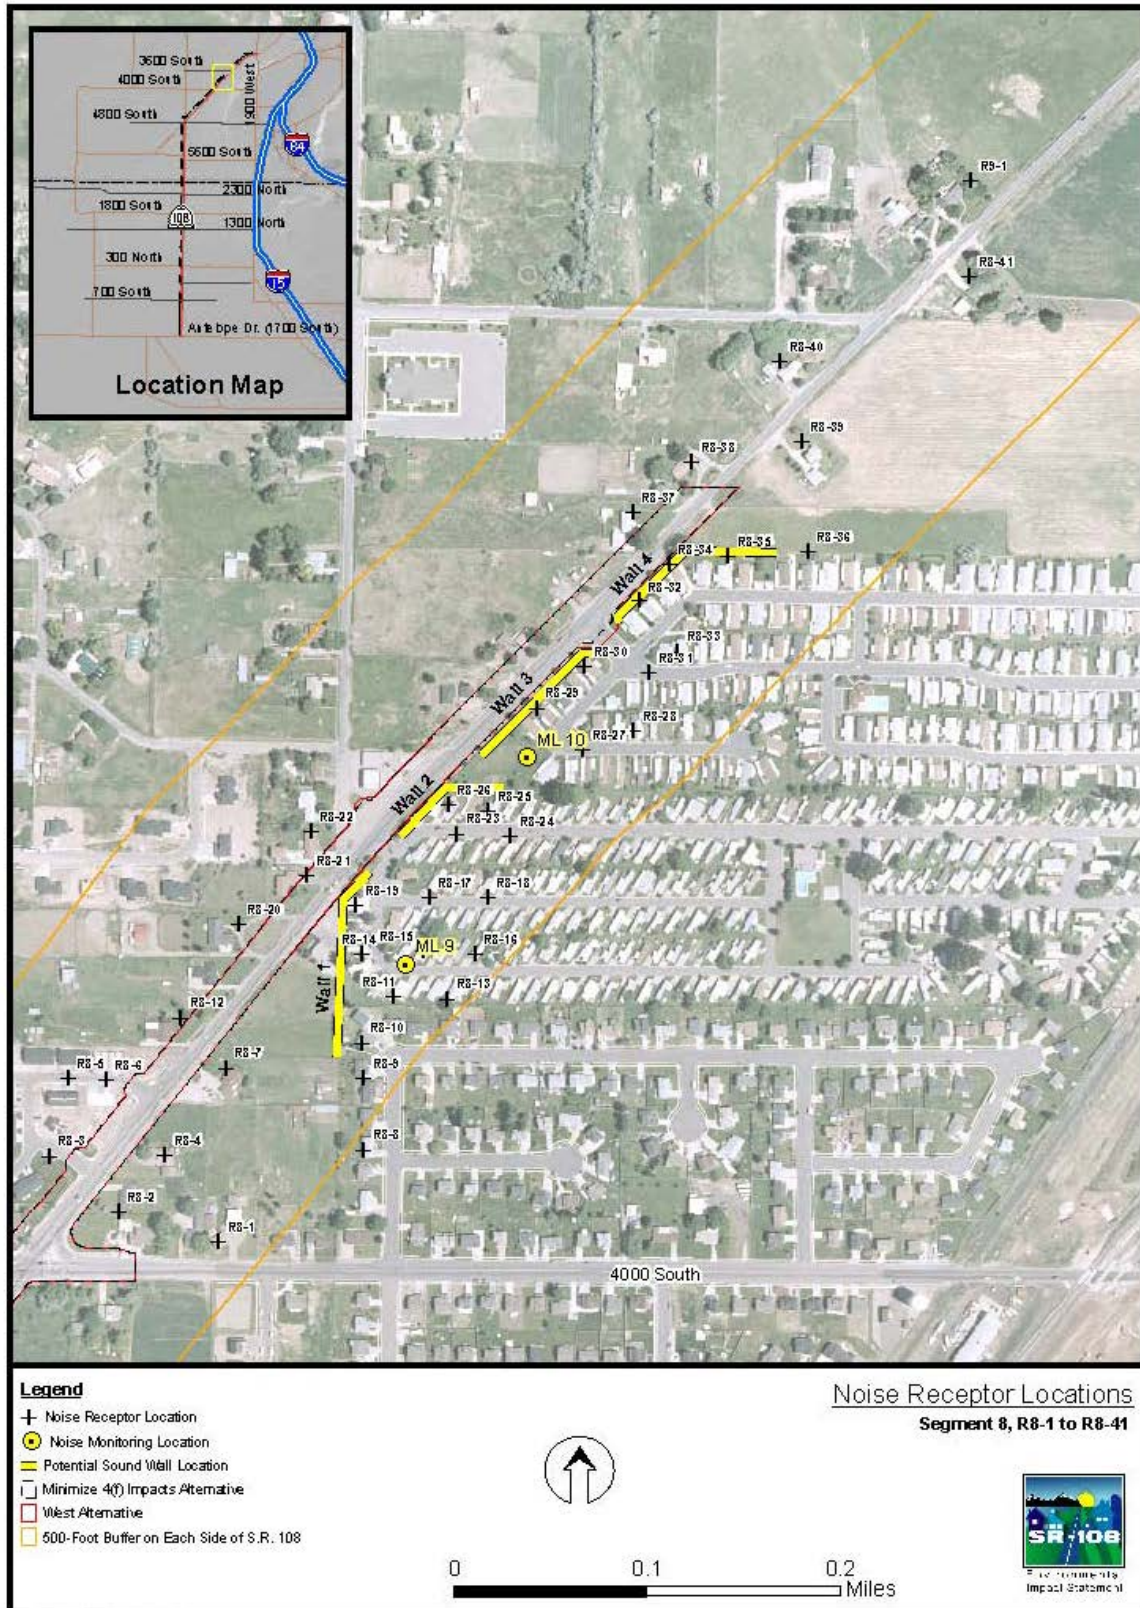 3600 South
4000 South
1900 West
4800 South
5600 South
84
2300 North
1800 South
108
1300 North
300 North
15
700 South
Antelope Dr. (1700 South)
Location Map
R9-1
R8-41
R8-40
R8-39
R8-38
R8-37
R8-36
R8-35
R8-34
Wall 4
R8-32
R8-33
R8-30
R8-31
Wall 3
R8-29
R8-28
R8-27
ML 10
Wall 2
R8-26
R8-25
R8-22
R8-23
R8-24
R8-21
R8-19
R8-17
R8-18
R8-20
R8-14
R8-15
ML 9
R8-16
Wall 1
R8-11
R8-13
R8-12
R8-10
R8-7
R8-5
R8-6
R8-9
R8-3
R8-4
R8-8
R8-2
R8-1
4000 South
Legend
Noise Receptor Location
Noise Monitoring Location
Potential Sound Wall Location
Minimize 4(f) Impacts Alternative
West Alternative
500-Foot Buffer on Each Side of S.R. 108
Noise Receptor Locations
Segment 8, R8-1 to R8-41
0 0.1 0.2
Miles
SR-108
Environmental
Impact Statement